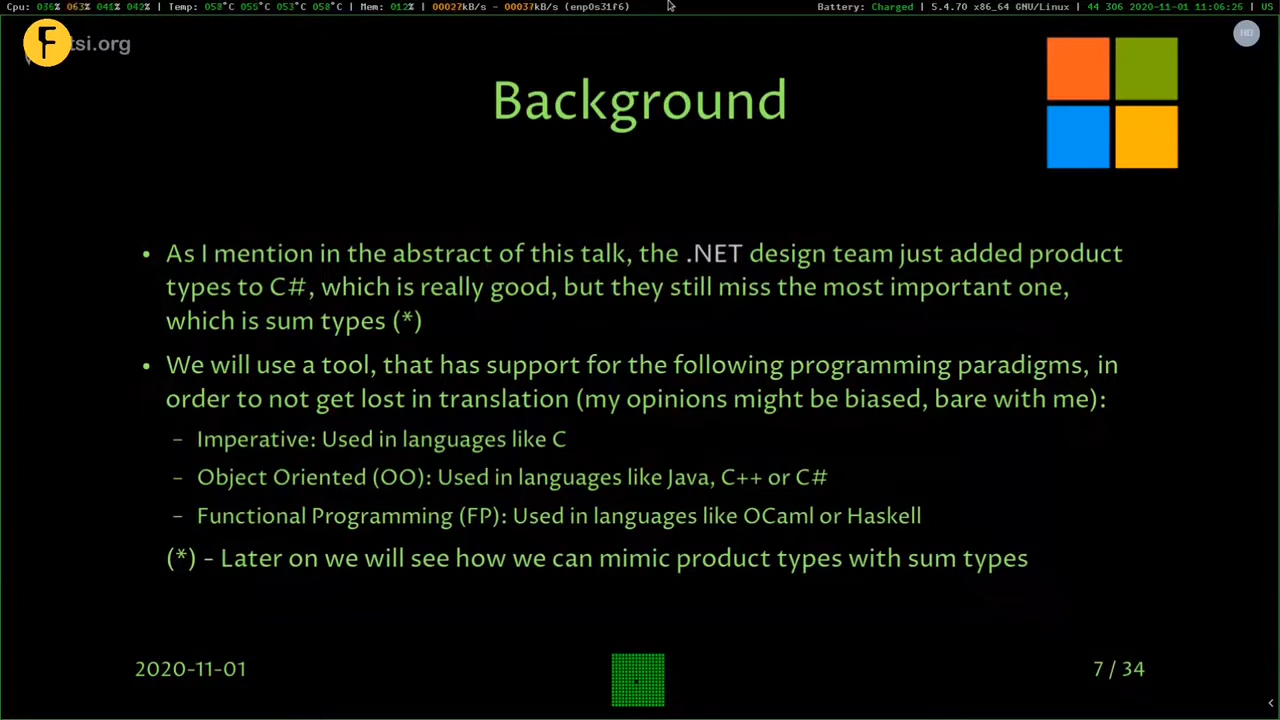 Cpu: 036% 063% 041% 042% | Temp: 058°C 055°C 053°C 058°C | Mem: 012% | 00027kB/s - 00037kB/s (enp0s31f6)
Battery: Charged | 5.4.70 x86_64 GNU/Linux | 44 306 2020-11-01 11:06:26 | US
tsi.org
Background
• As I mention in the abstract of this talk, the .NET design team just added product
types to C#, which is really good, but they still miss the most important one,
which is sum types (*)
• We will use a tool, that has support for the following programming paradigms, in
order to not get lost in translation (my opinions might be biased, bare with me):
– Imperative: Used in languages like C
– Object Oriented (OO): Used in languages like Java, C++ or C#
– Functional Programming (FP): Used in languages like OCaml or Haskell
(*) – Later on we will see how we can mimic product types with sum types
2020-11-01
7 / 34